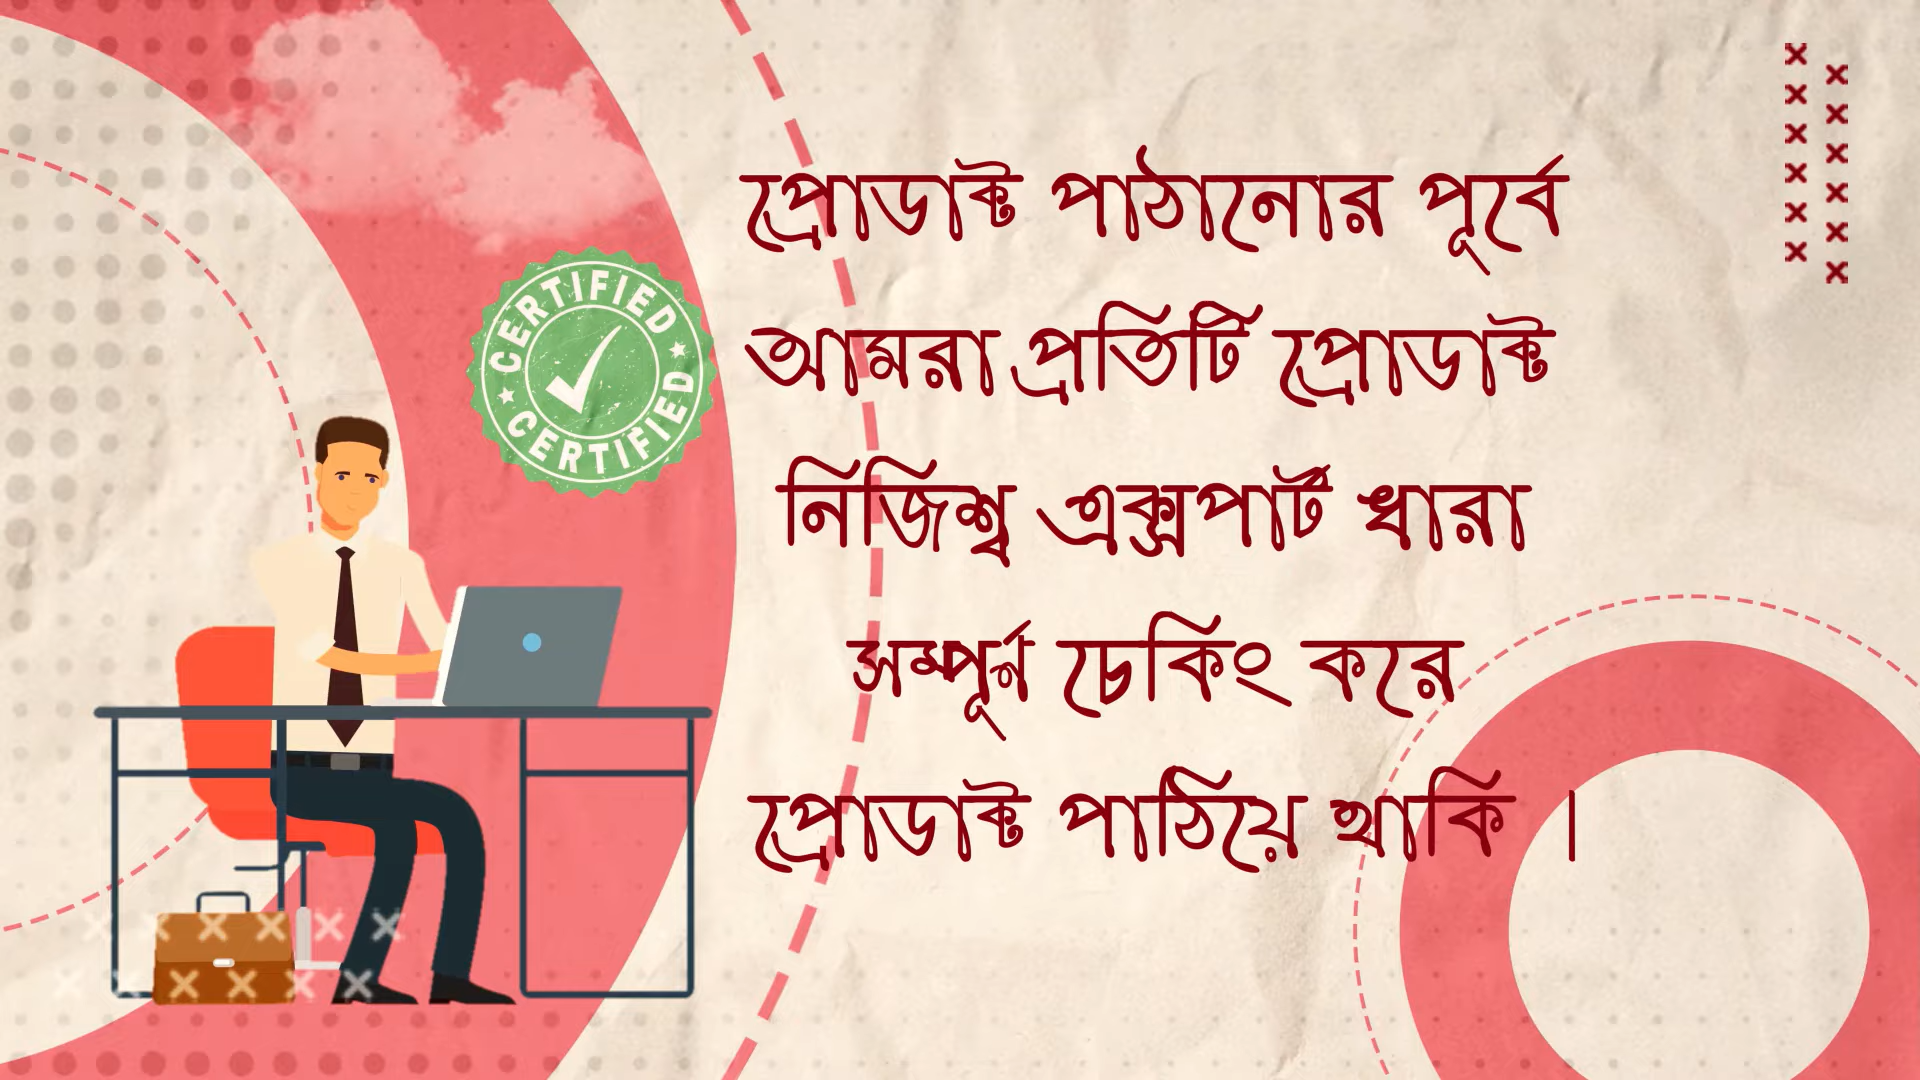 CERTIFIED
CERTIFIED
প্রোডাক্ট পাঠানোর পূর্বে
আমরা প্রতিটি প্রোডাক্ট
নিজিশ্ব এক্সপার্ট ধারা
সম্পূর্ণ চেকিং করে
প্রোডাক্ট পাঠিয়ে থাকি ।